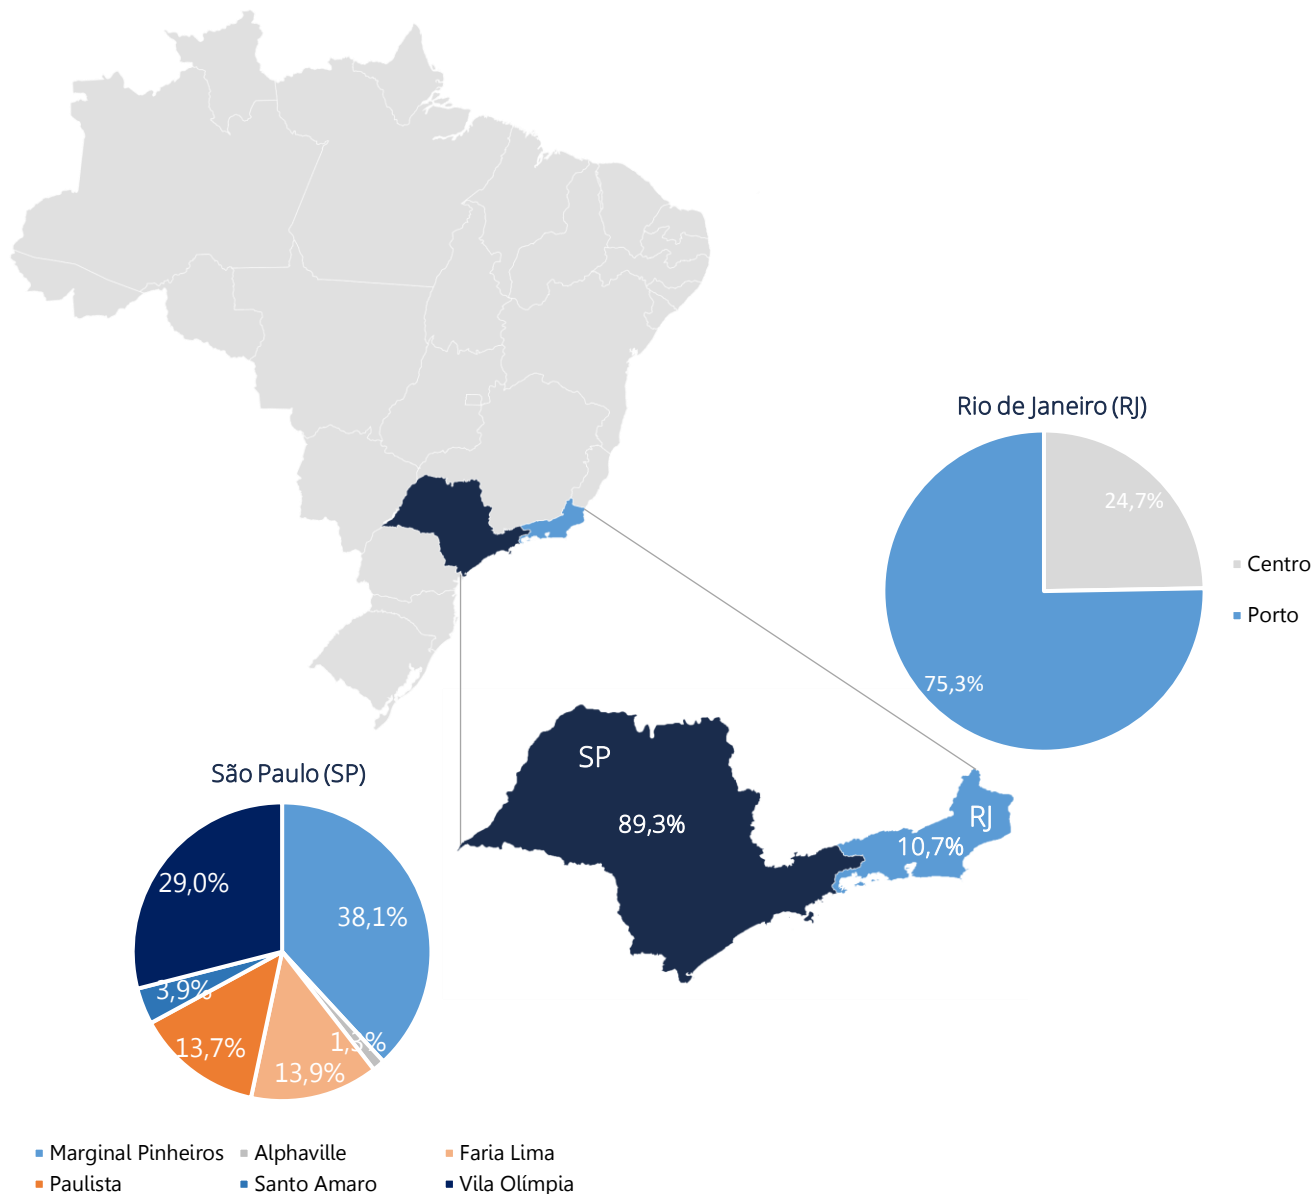 Rio de Janeiro (RJ)
24,7%
75,3%
Centro
Porto
SP
89,3%
RJ
10,7%
São Paulo (SP)
29,0%
38,1%
3,9%
13,7%
1,3%
13,9%
Marginal Pinheiros Alphaville Faria Lima
Paulista Santo Amaro Vila Olímpia